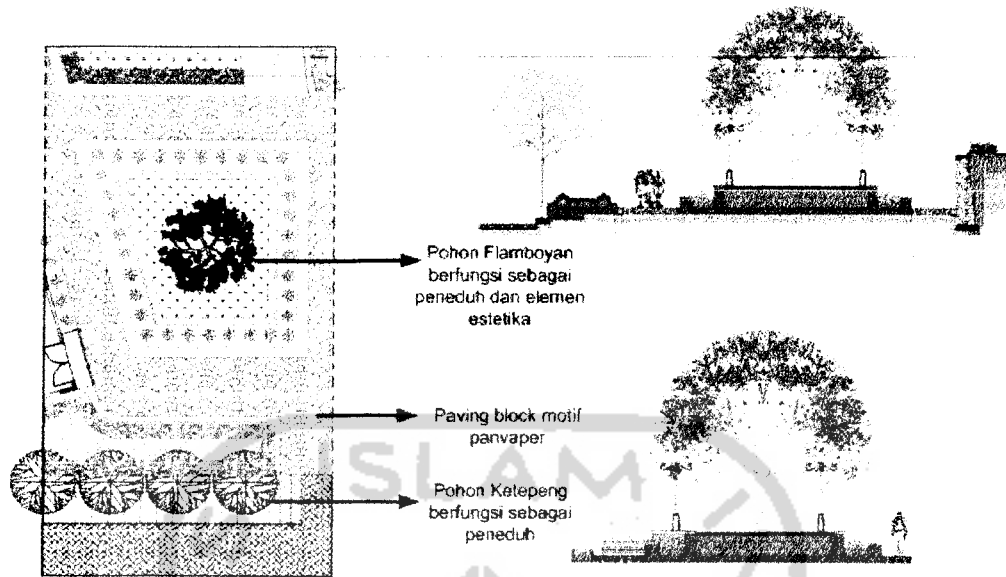 Pohon Flamboyan
berfungsi sebagai
peneduh dan elemen
estetika
Paving block motif
panvaper
Pohon Ketepeng
berfungsi sebagai
peneduh
ISLAM